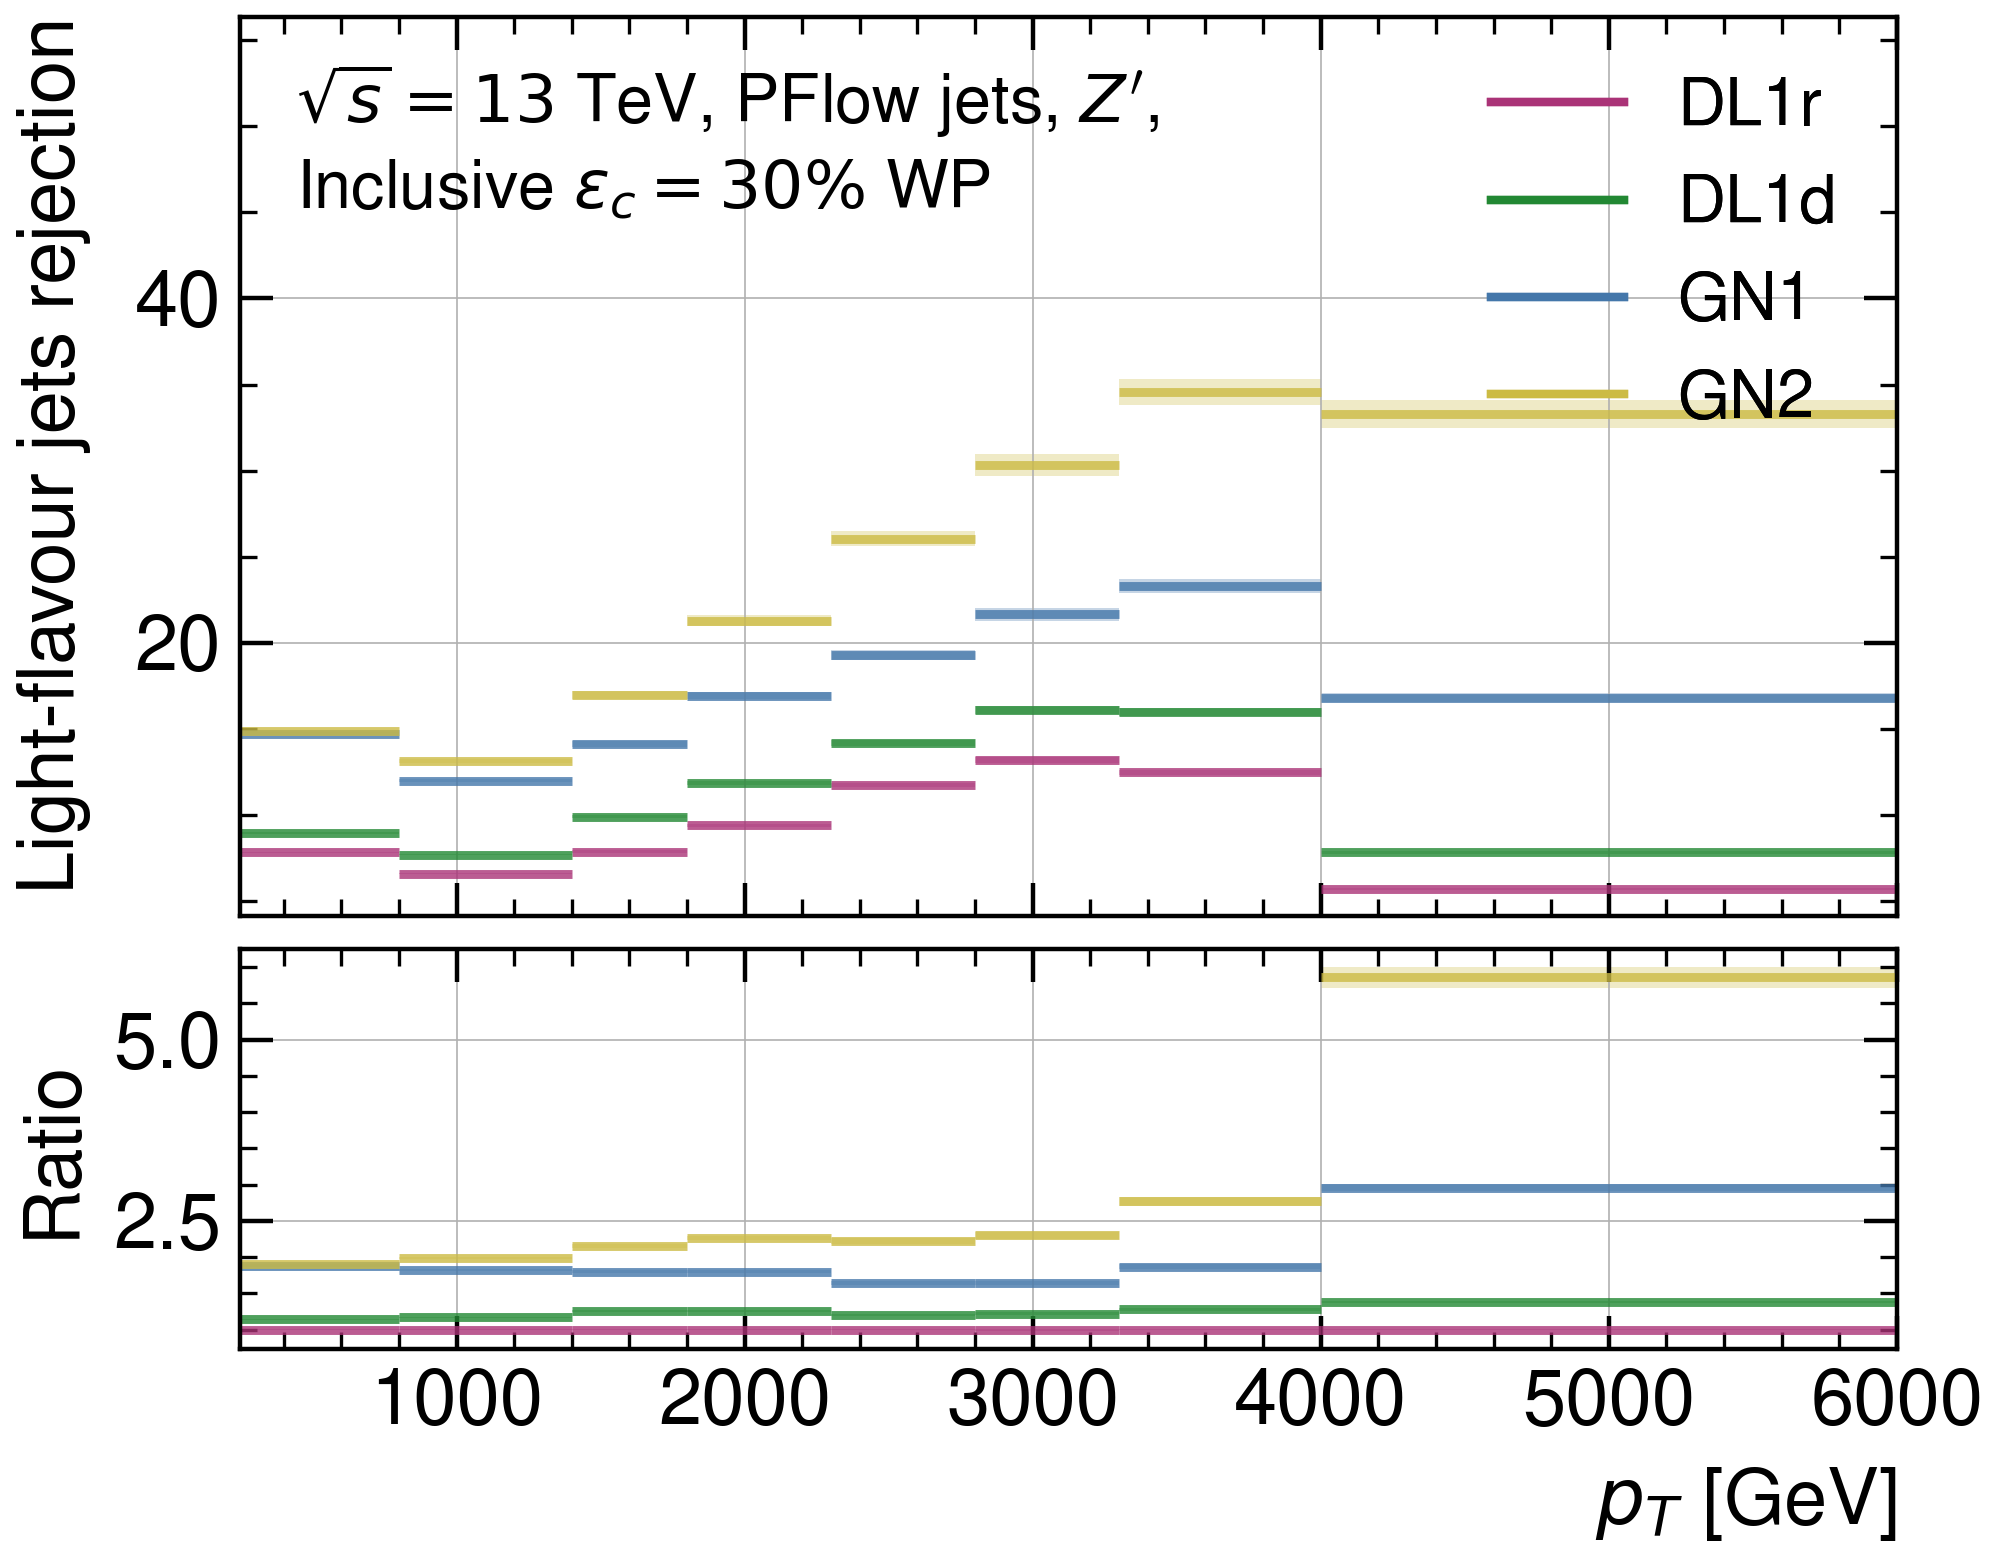 Light-flavour jets rejection
√s = 13 TeV, PFlow jets, Z′,
Inclusive ε_c = 30% WP
DL1r
DL1d
GN1
GN2
40
20
Ratio
5.0
2.5
1000 2000 3000 4000 5000 6000
p_T [GeV]